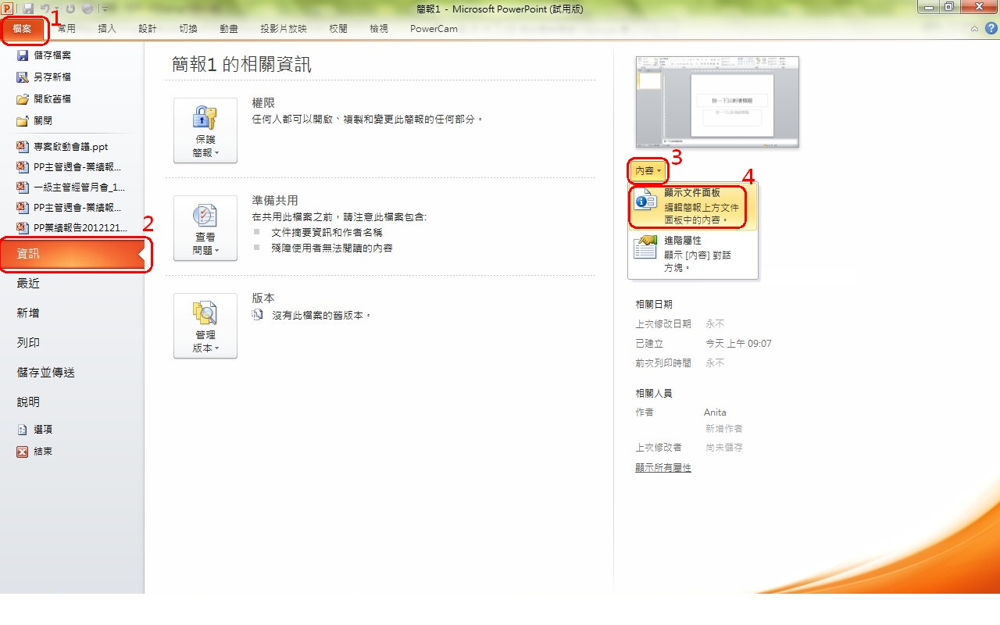 簡報1 - Microsoft PowerPoint (試用版)
1
檔案 常用 插入 設計 切換 動畫 投影片放映 校閱 檢視 PowerCam
儲存檔案
另存新檔
開啟舊檔
關閉
專案啟動會議.ppt
PP主管週會-業績報...
一級主管經管月會_1...
PP主管週會-業績報...
PP業績報告2012121...
2
資訊
最近
新增
列印
儲存並傳送
說明
選項
結束
簡報1 的相關資訊
保護
簡報
權限
任何人都可以開啟、複製和變更此簡報的任何部分。
查看
問題
準備共用
在共用此檔案之前，請注意此檔案包含:
文件摘要資訊和作者名稱
殘障使用者無法閱讀的內容
管理
版本
版本
沒有此檔案的舊版本。
按一下以新增標題
3
內容
4
顯示文件面板
編輯簡報上方文件
面板中的內容。
進階屬性
顯示 [內容] 對話
方塊。
相關日期
上次修改日期 永不
已建立 今天 上午 09:07
前次列印時間 永不
相關人員
作者 Anita
新增作者
上次修改者 尚未儲存
顯示所有屬性